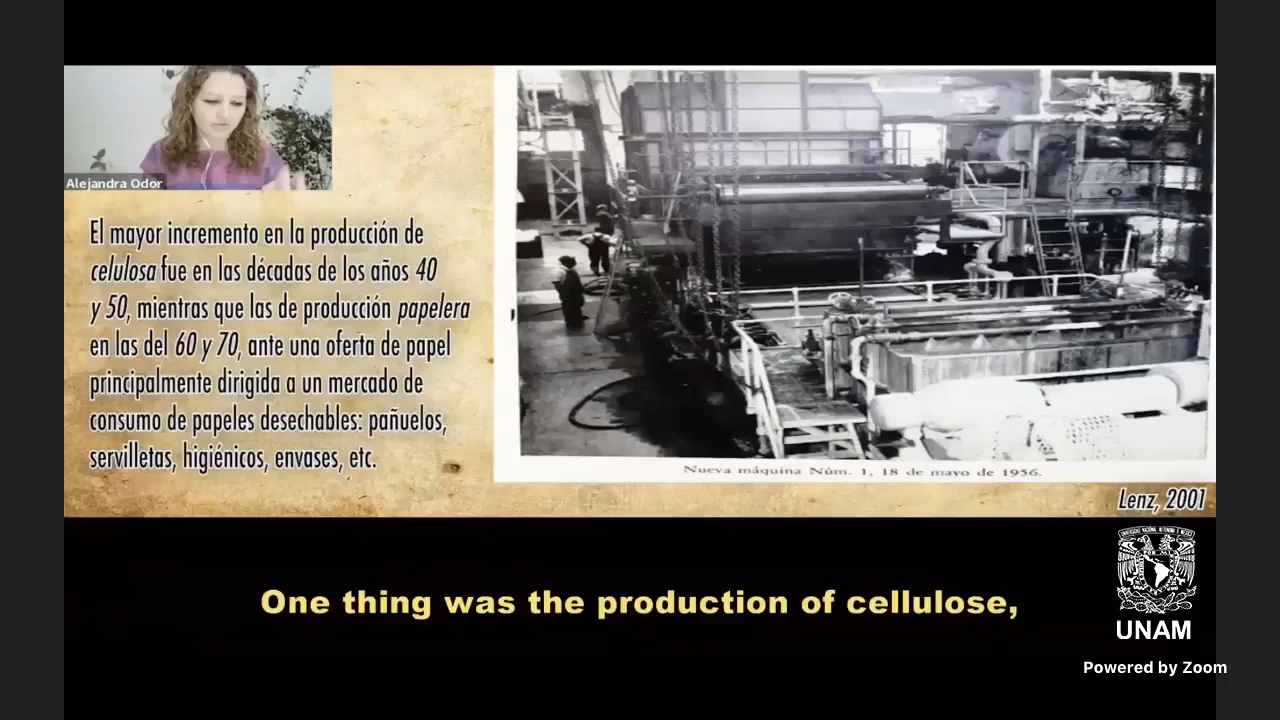 Alejandra Odor
El mayor incremento en la producción de
celulosa fue en las décadas de los años 40
y 50, mientras que las de producción papelera
en las del 60 y 70, ante una oferta de papel
principalmente dirigida a un mercado de
consumo de papeles desechables: pañuelos,
servilletas, higiénicos, envases, etc.
Nueva máquina Núm. 1, 18 de mayo de 1956.
Lenz, 2001
One thing was the production of cellulose,
UNAM
Powered by Zoom